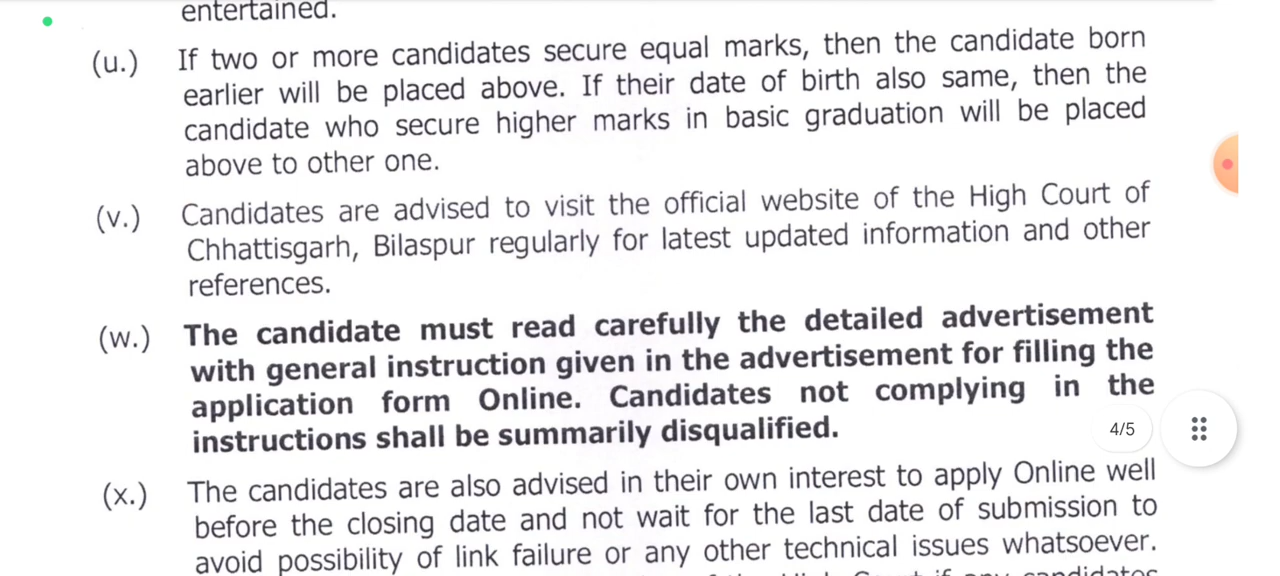 entertained.
(u.) If two or more candidates secure equal marks, then the candidate born
earlier will be placed above. If their date of birth also same, then the
candidate who secure higher marks in basic graduation will be placed
above to other one.
(v.) Candidates are advised to visit the official website of the High Court of
Chhattisgarh, Bilaspur regularly for latest updated information and other
references.
(w.) The candidate must read carefully the detailed advertisement
with general instruction given in the advertisement for filling the
application form Online. Candidates not complying in the
instructions shall be summarily disqualified.
4/5
(x.) The candidates are also advised in their own interest to apply Online well
before the closing date and not wait for the last date of submission to
avoid possibility of link failure or any other technical issues whatsoever.